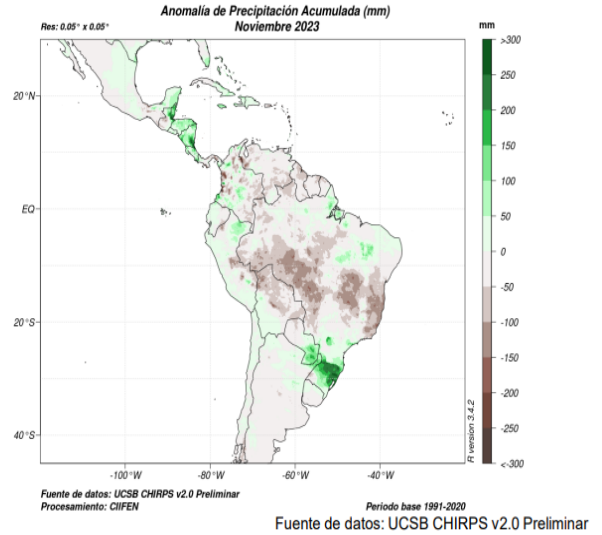 Anomalía de Precipitación Acumulada (mm)
Res: 0.05° x 0.05°
Noviembre 2023
mm
>300
250
200
150
100
50
0
-50
-100
-150
-200
-250
<-300
20°N
EQ
20°S
40°S
-100°W
-80°W
-60°W
-40°W
R version 3.4.2
Fuente de datos: UCSB CHIRPS v2.0 Preliminar
Procesamiento: CIIFEN
Periodo base 1991-2020
Fuente de datos: UCSB CHIRPS v2.0 Preliminar